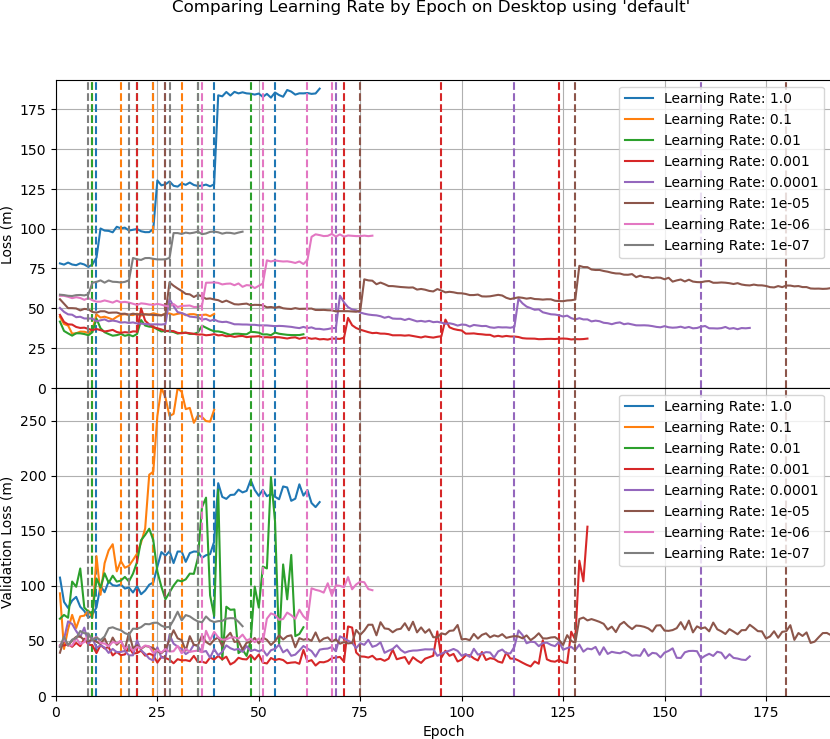 Comparing Learning Rate by Epoch on Desktop using 'default'
Loss (m)
175
150
125
100
75
50
25
0
Learning Rate: 1.0
Learning Rate: 0.1
Learning Rate: 0.01
Learning Rate: 0.001
Learning Rate: 0.0001
Learning Rate: 1e-05
Learning Rate: 1e-06
Learning Rate: 1e-07
Validation Loss (m)
250
200
150
100
50
0
Learning Rate: 1.0
Learning Rate: 0.1
Learning Rate: 0.01
Learning Rate: 0.001
Learning Rate: 0.0001
Learning Rate: 1e-05
Learning Rate: 1e-06
Learning Rate: 1e-07
0 25 50 75 100 125 150 175
Epoch